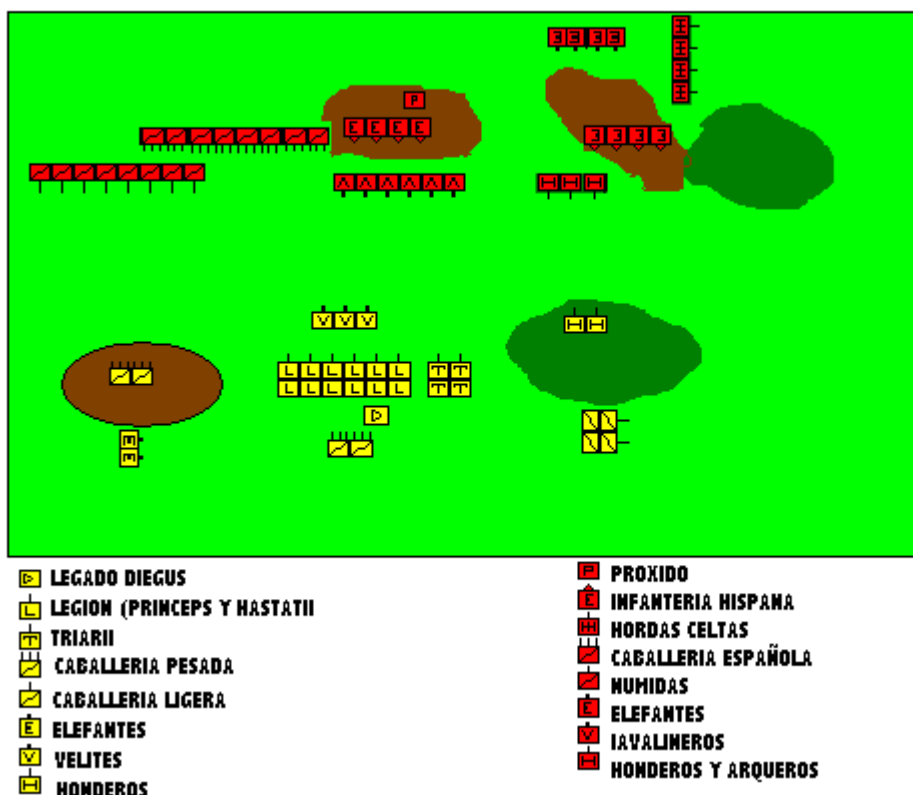 LEGADO DIEGUS
LEGION (PRINCEPS Y HASTATII
TRIARII
CABALLERIA PESADA
CABALLERIA LIGERA
ELEFANTES
VELITES
HONDEROS
PROXIDO
INFANTERIA HISPANA
HORDAS CELTAS
CABALLERIA ESPAÑOLA
NUMIDAS
ELEFANTES
IAVALINEROS
HONDEROS Y ARQUEROS